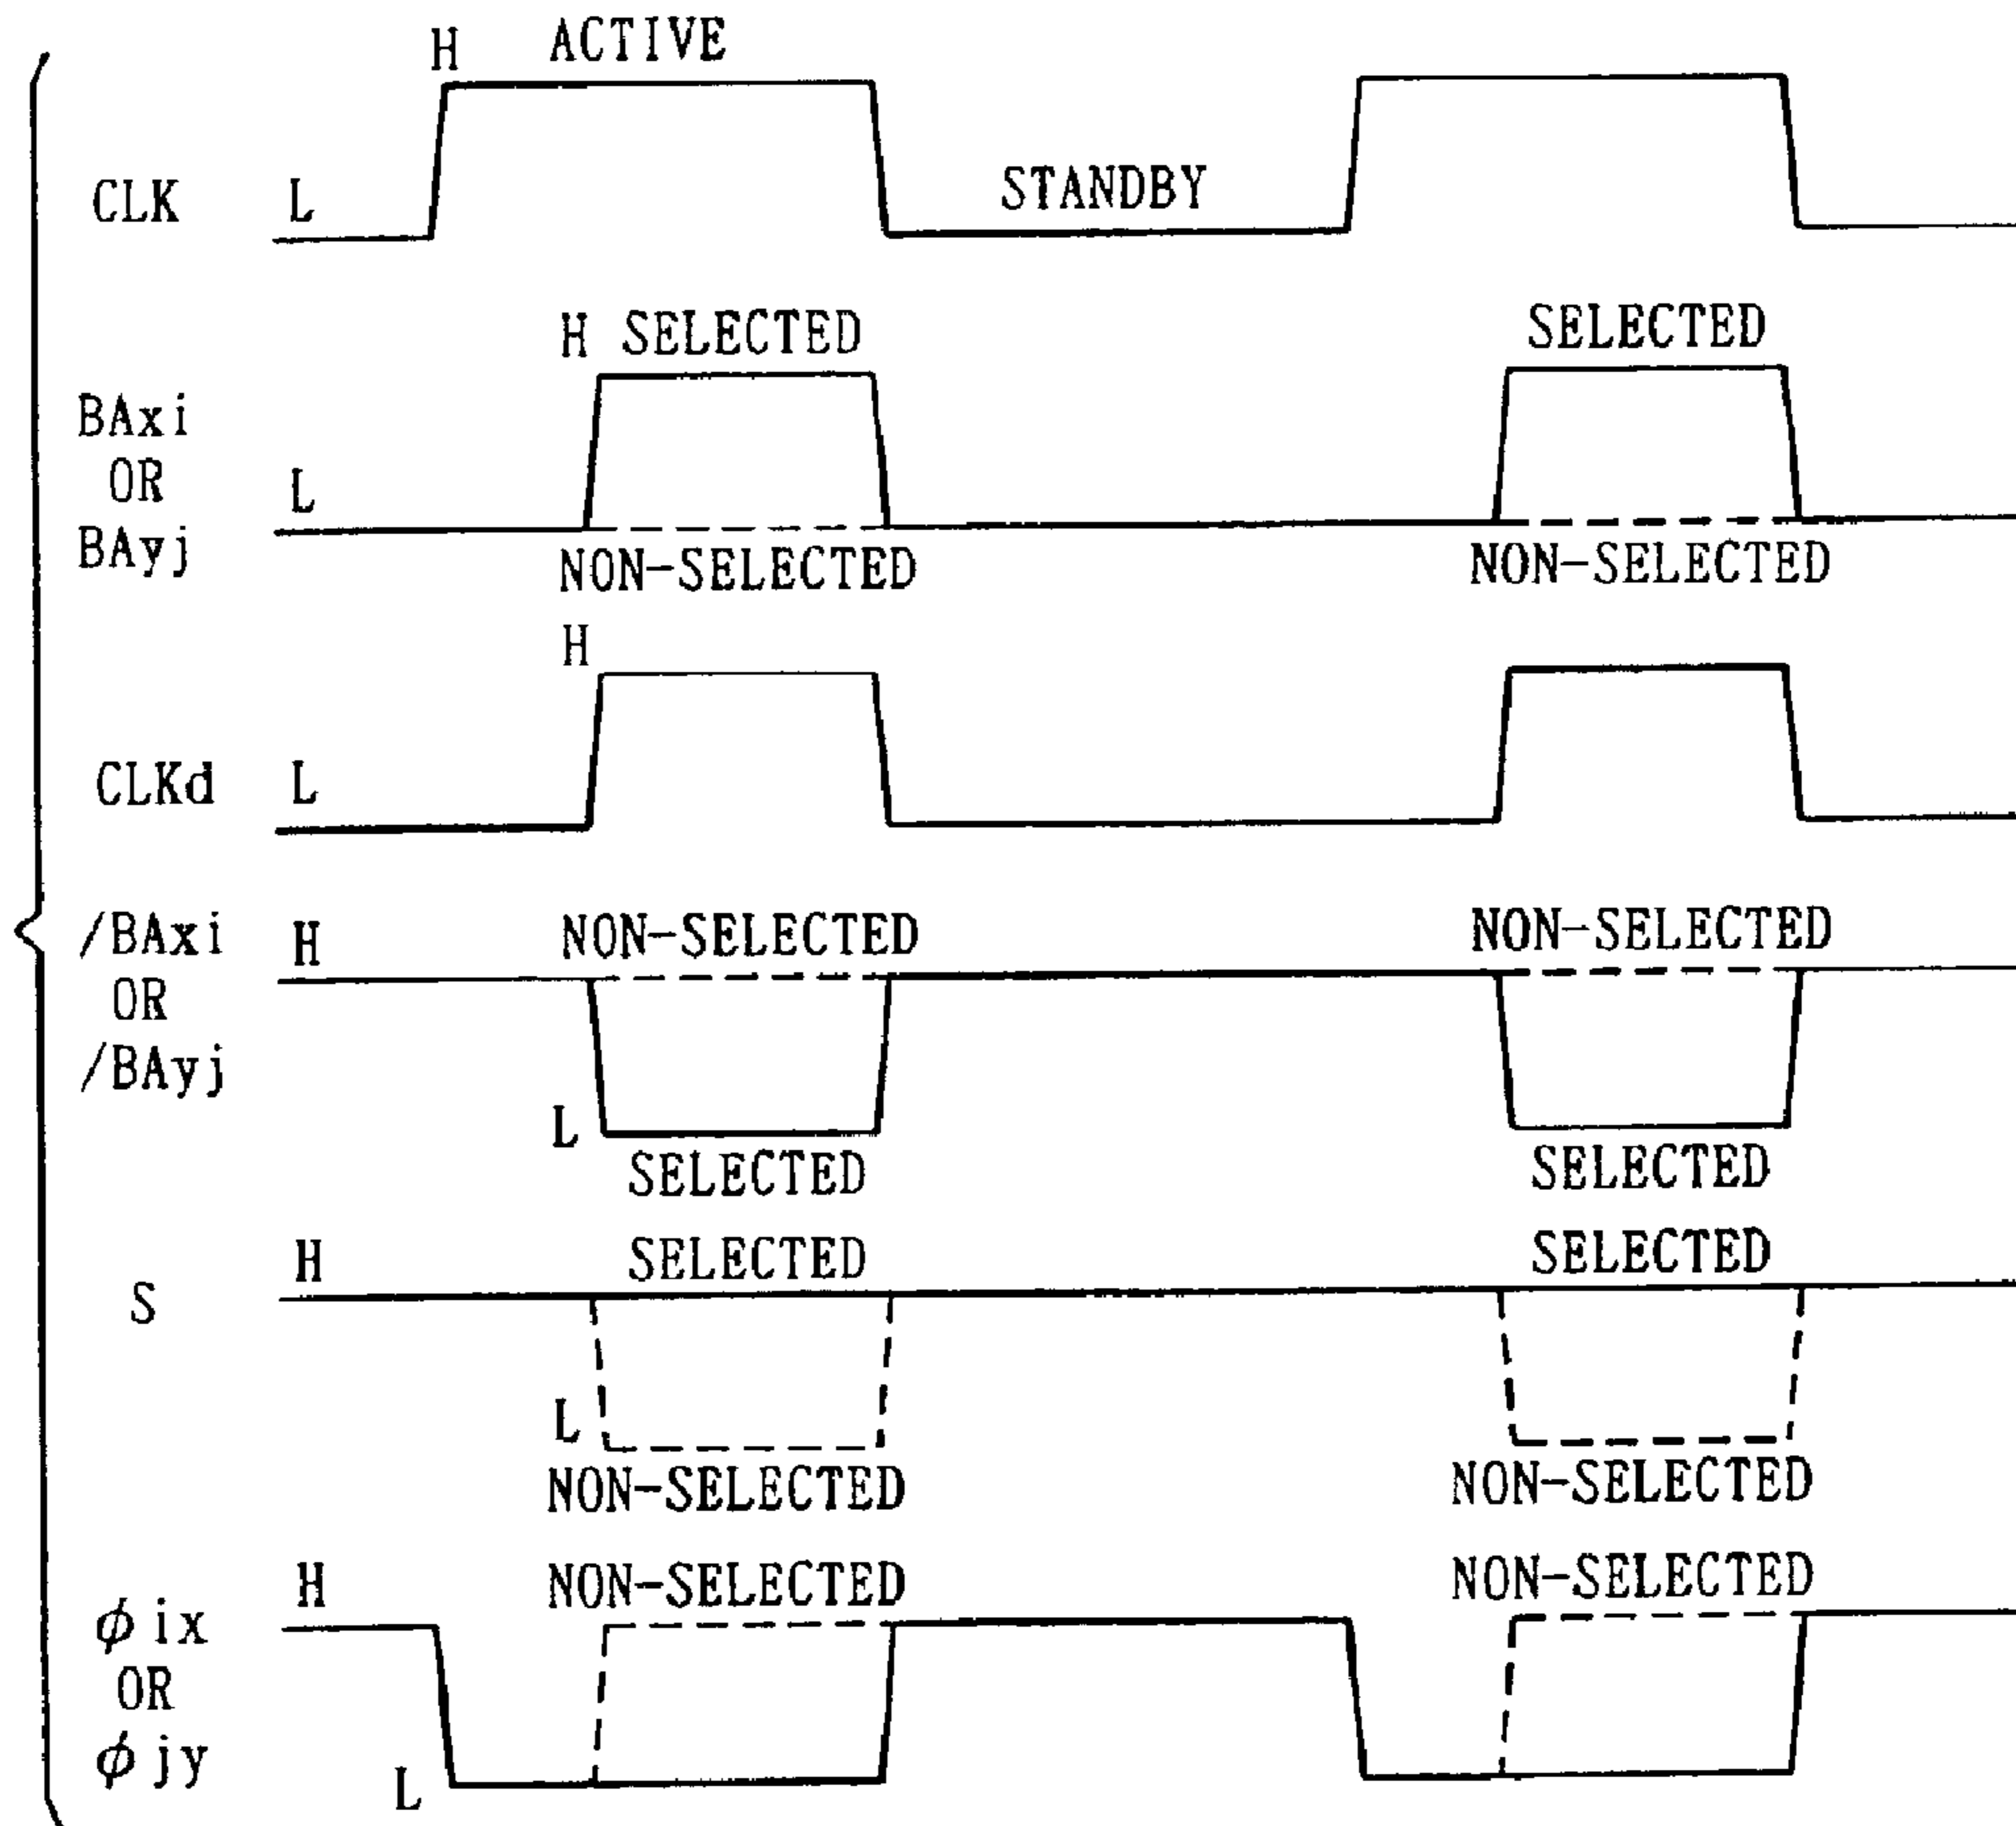 H ACTIVE
CLK L STANDBY
H SELECTED SELECTED
BAxi
OR
BAyj
L
NON-SELECTED NON-SELECTED
H
CLKd L
/BAxi
OR
/BAyj
H NON-SELECTED NON-SELECTED
L
SELECTED SELECTED
H SELECTED SELECTED
S
L
NON-SELECTED NON-SELECTED
H NON-SELECTED NON-SELECTED
φix
OR
φjy
L